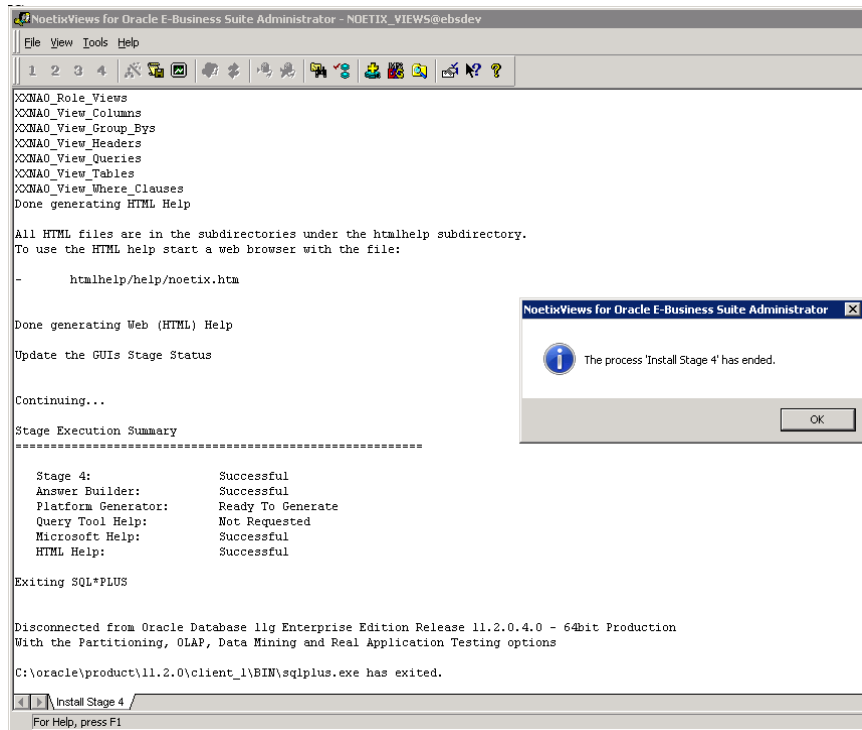 NoetixViews for Oracle E-Business Suite Administrator - NOETIX_VIEWS@ebsdev
File View Tools Help
1 2 3 4
XXNAO_Role_Views
XXNAO_View_Columns
XXNAO_View_Group_Bys
XXNAO_View_Headers
XXNAO_View_Queries
XXNAO_View_Tables
XXNAO_View_Where_Clauses
Done generating HTML Help
All HTML files are in the subdirectories under the htmlhelp subdirectory.
To use the HTML help start a web browser with the file:
- htmlhelp/help/noetix.htm
Done generating Web (HTML) Help
Update the GUIs Stage Status
Continuing...
Stage Execution Summary
==========================================================
Stage 4: Successful
Answer Builder: Successful
Platform Generator: Ready To Generate
Query Tool Help: Not Requested
Microsoft Help: Successful
HTML Help: Successful
Exiting SQL*PLUS
Disconnected from Oracle Database 11g Enterprise Edition Release 11.2.0.4.0 - 64bit Production
With the Partitioning, OLAP, Data Mining and Real Application Testing options
C:\oracle\product\11.2.0\client_1\BIN\sqlplus.exe has exited.
Install Stage 4
For Help, press F1
NoetixViews for Oracle E-Business Suite Administrator
The process 'Install Stage 4' has ended.
OK